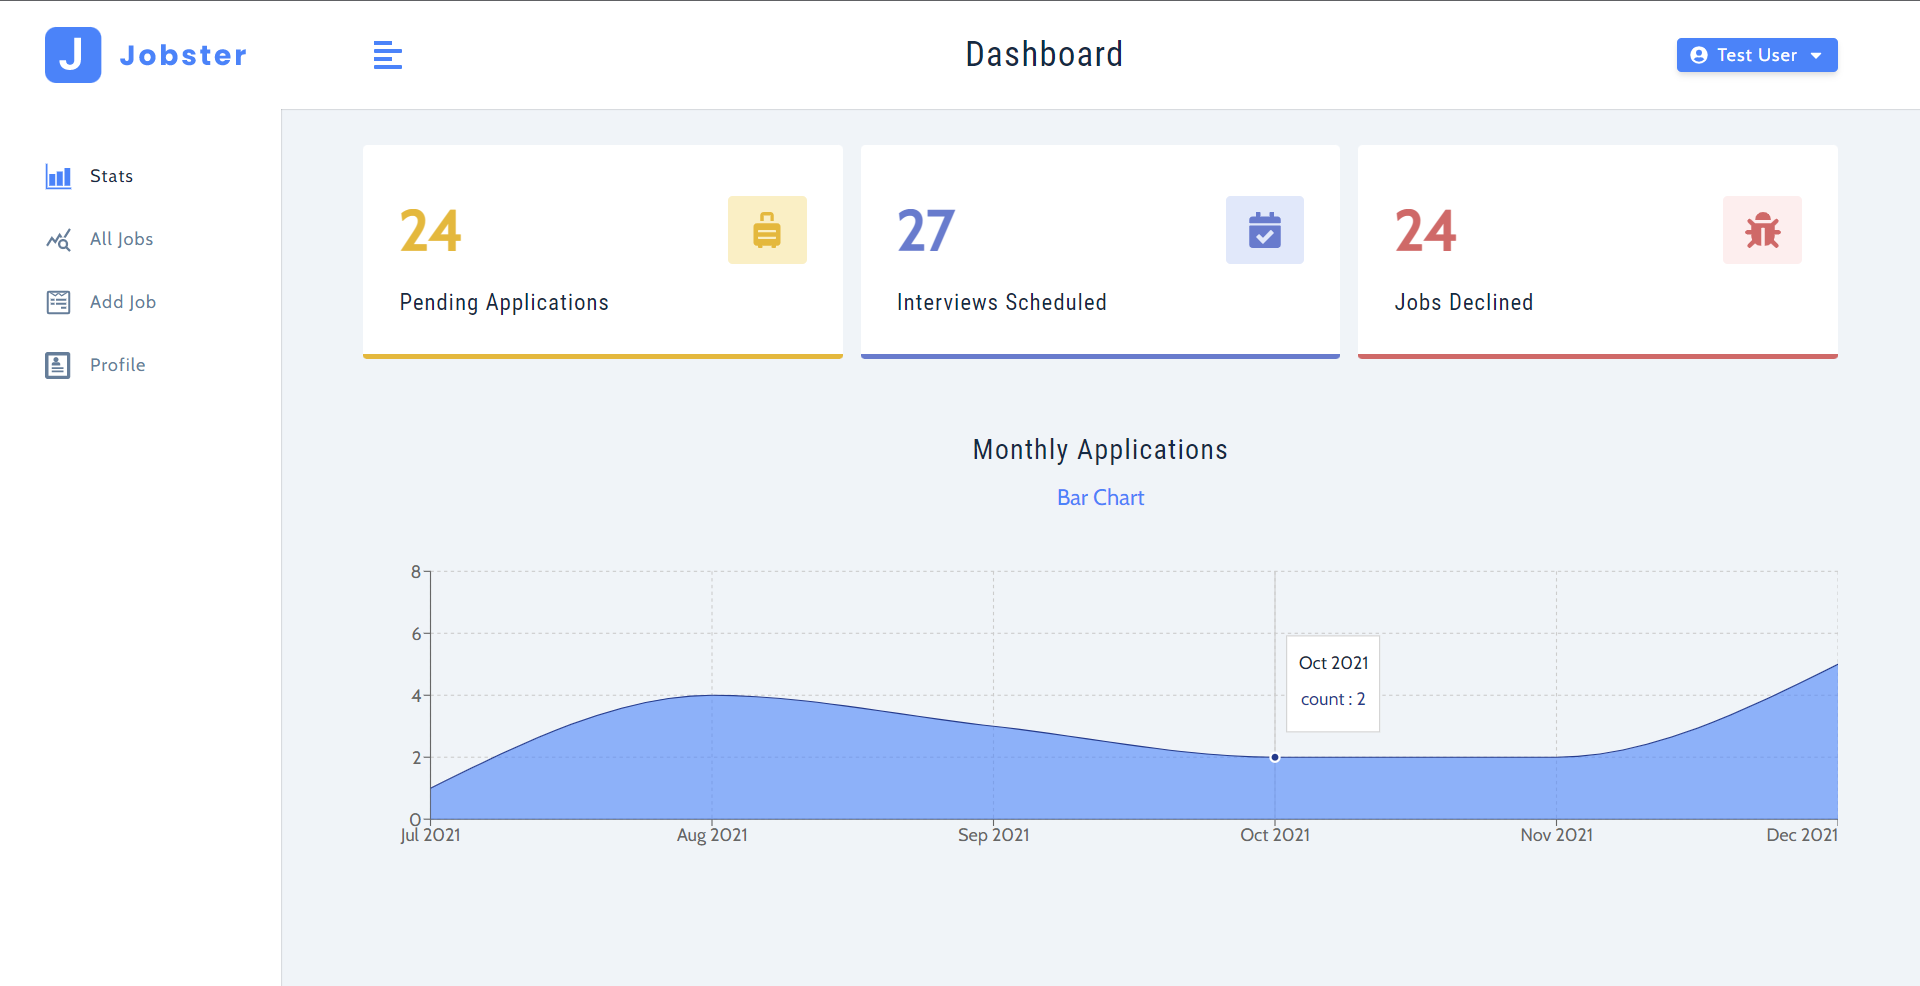 J Jobster
Dashboard
Test User
Stats
All Jobs
Add Job
Profile
24
Pending Applications
27
Interviews Scheduled
24
Jobs Declined
Monthly Applications
Bar Chart
8
6
4
2
0
Oct 2021
count : 2
Jul 2021 Aug 2021 Sep 2021 Oct 2021 Nov 2021 Dec 2021